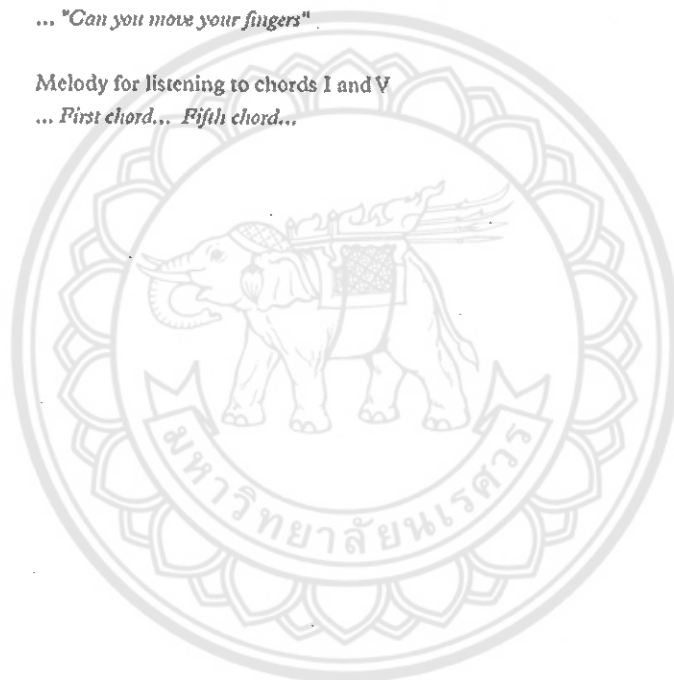 ... "Can you move your fingers"
Melody for listening to chords I and V
... First chord... Fifth chord...
มหาวิทยาลัยนเรศวร